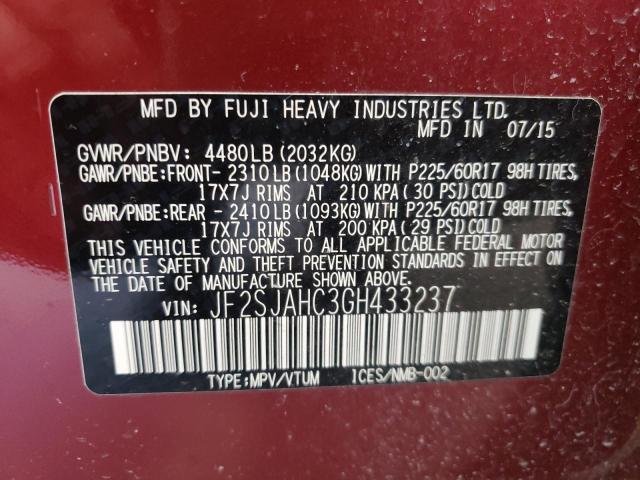 MFD BY FUJI HEAVY INDUSTRIES LTD.
MFD IN 07/15
GVWR/PNBV: 4480LB(2032KG)
GAWR/PNBE:FRONT-2310LB(1048KG)WITH P225/60R17 98H TIRES,
17X7J RIMS AT 210 KPA(30 PSI)COLD
GAWR/PNBE:REAR -2410LB(1093KG)WITH P225/60R17 98H TIRES,
17X7J RIMS AT 200 KPA(29 PSI)COLD
THIS VEHICLE CONFORMS TO ALL APPLICABLE FEDERAL MOTOR
VEHICLE SAFETY AND THEFT PREVENTION STANDARDS IN EFFECT ON
THE DATE OF MANUFACTURE SHOWN ABOVE.
VIN: JF2SJAHC3GH433237
TYPE:MPV/VTUM ICES/NMB-002